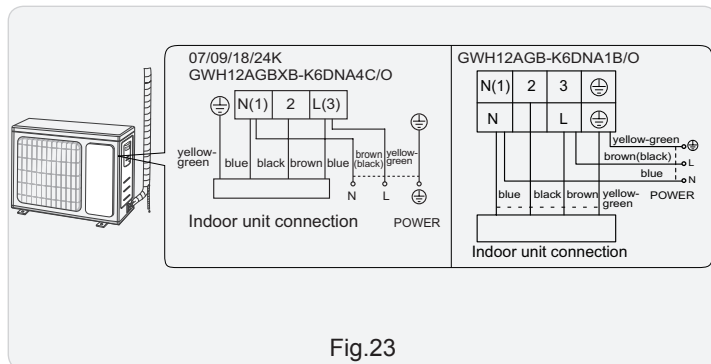 07/09/18/24K
GWH12AGBXB-K6DNA4C/O
N(1) 2 L(3)
yellow-
green
blue
black
brown
blue
brown
(black)
yellow-
green
N L
Indoor unit connection
POWER
GWH12AGB-K6DNA1B/O
N(1) 2 3
N L
yellow-green
brown(black)
L
blue
N
blue
black
brown
yellow-
green
POWER
Indoor unit connection
Fig.23